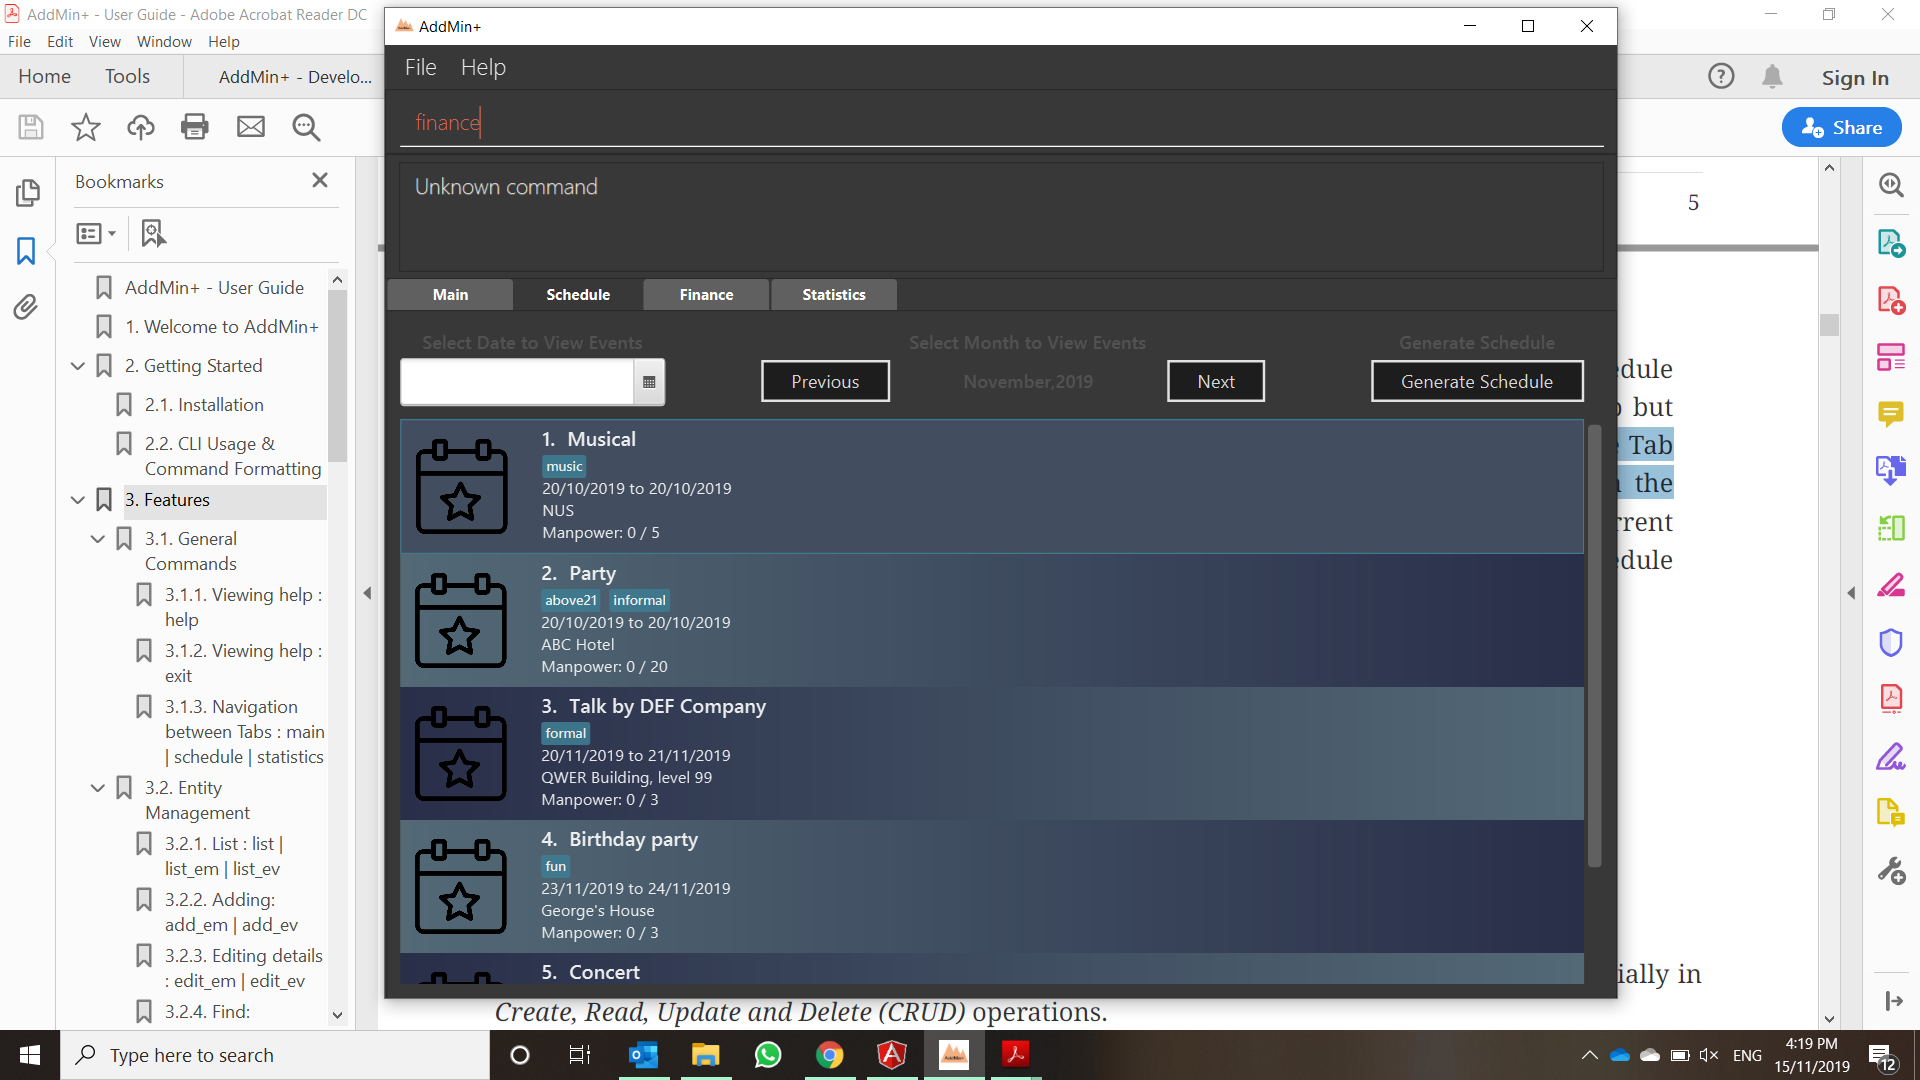 AddMin+ - User Guide - Adobe Acrobat Reader DC
File Edit View Window Help
Home Tools AddMin+ - Develo...
Sign In
Share
Bookmarks
AddMin+ - User Guide
1. Welcome to AddMin+
2. Getting Started
2.1. Installation
2.2. CLI Usage &
Command Formatting
3. Features
3.1. General
Commands
3.1.1. Viewing help :
help
3.1.2. Viewing help :
exit
3.1.3. Navigation
between Tabs : main
| schedule | statistics
3.2. Entity
Management
3.2.1. List : list |
list_em | list_ev
3.2.2. Adding:
add_em | add_ev
3.2.3. Editing details
: edit_em | edit_ev
3.2.4. Find:
AddMin+
File Help
finance
Unknown command
Main Schedule Finance Statistics
Select Date to View Events Select Month to View Events Generate Schedule
Previous November,2019 Next Generate Schedule
1. Musical
music
20/10/2019 to 20/10/2019
NUS
Manpower: 0 / 5
2. Party
above21 informal
20/10/2019 to 20/10/2019
ABC Hotel
Manpower: 0 / 20
3. Talk by DEF Company
formal
20/11/2019 to 21/11/2019
QWER Building, level 99
Manpower: 0 / 3
4. Birthday party
fun
23/11/2019 to 24/11/2019
George's House
Manpower: 0 / 3
5. Concert
5
edule
but
Tab
the
rrent
edule
ially in
Create, Read, Update and Delete (CRUD) operations.
Type here to search
ENG
4:19 PM
15/11/2019
12